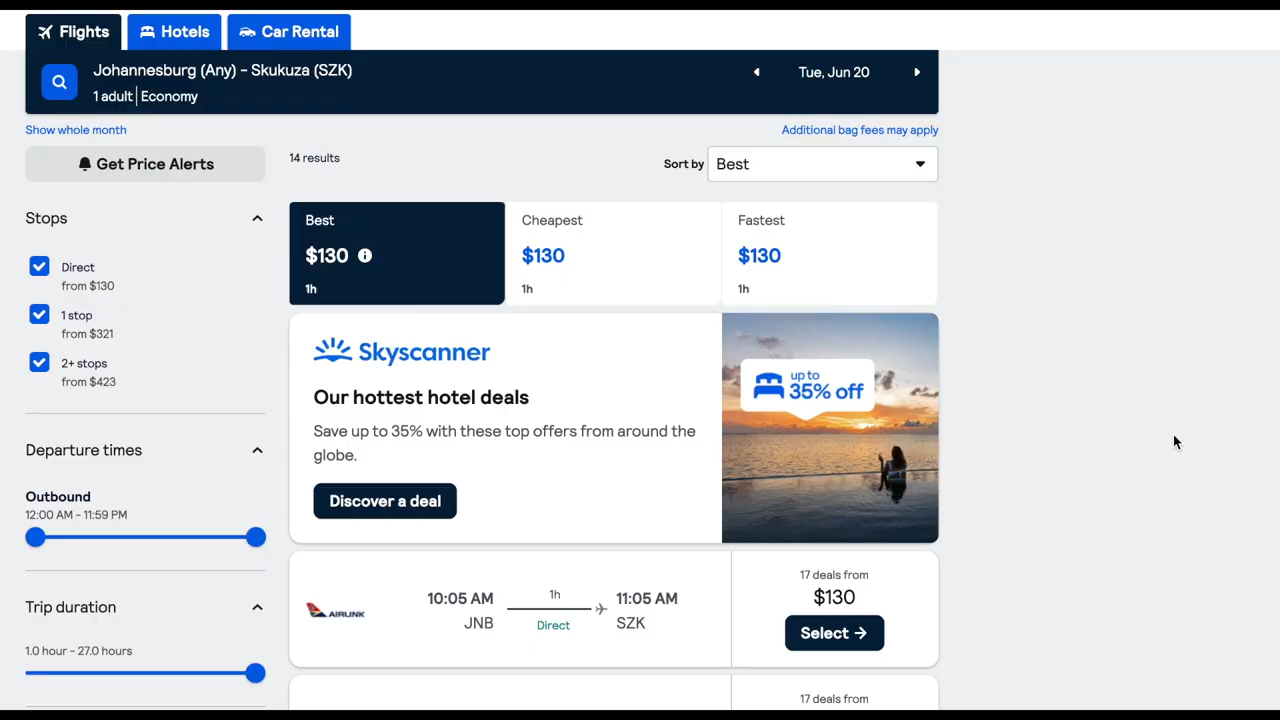 Flights
Hotels
Car Rental
Johannesburg (Any) – Skukuza (SZK)
1 adult | Economy
Tue, Jun 20
Show whole month
Additional bag fees may apply
Get Price Alerts
14 results
Sort by
Best
Stops
Direct
from $130
1 stop
from $321
2+ stops
from $423
Departure times
Outbound
12:00 AM – 11:59 PM
Trip duration
1.0 hour – 27.0 hours
Best
$130
1h
Cheapest
$130
1h
Fastest
$130
1h
Skyscanner
Our hottest hotel deals
Save up to 35% with these top offers from around the
globe.
Discover a deal
up to
35% off
AIRLINK
10:05 AM
JNB
1h
Direct
11:05 AM
SZK
17 deals from
$130
Select →
17 deals from